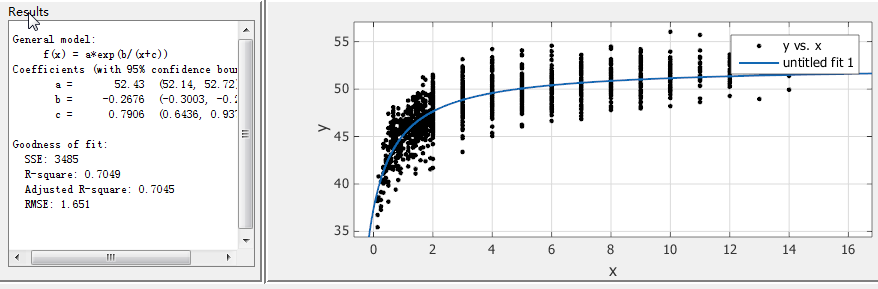 Results
General model:
f(x) = a*exp(b/(x+c))
Coefficients (with 95% confidence bour
a = 52.43 (52.14, 52.72)
b = -0.2676 (-0.3003, -0.2
c = 0.7906 (0.6436, 0.937
Goodness of fit:
SSE: 3485
R-square: 0.7049
Adjusted R-square: 0.7045
RMSE: 1.651
y vs. x
untitled fit 1
55
50
45
40
35
y
0 2 4 6 8 10 12 14 16
x